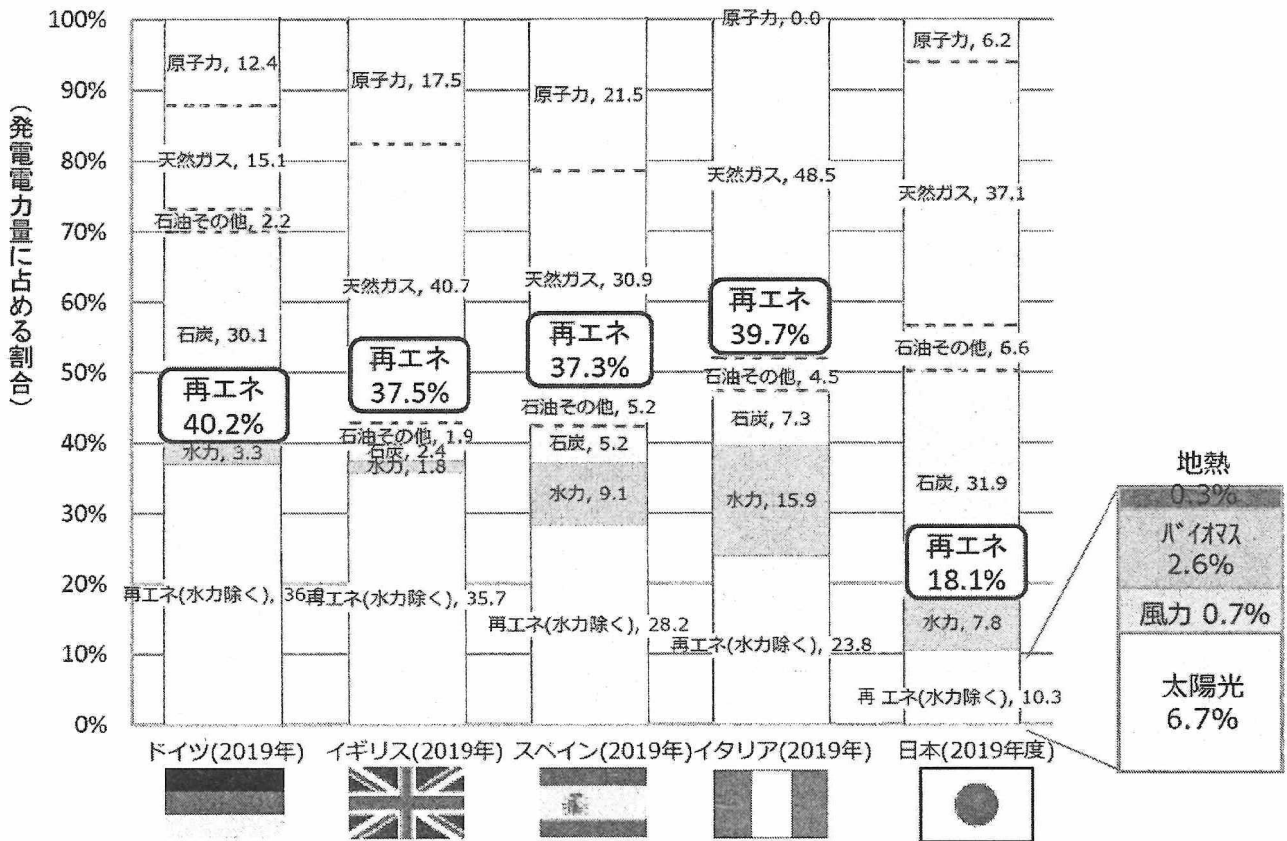 (発電電力量に占める割合)
100%
90%
80%
70%
60%
50%
40%
30%
20%
10%
0%
原子力, 12.4
天然ガス, 15.1
石油その他, 2.2
石炭, 30.1
再エネ
40.2%
水力, 3.3
再エネ(水力除く), 36
ドイツ(2019年)
原子力, 17.5
天然ガス, 40.7
再エネ
37.5%
石油その他, 1.9
石炭, 2.4
水力, 1.8
再エネ(水力除く), 35.7
イギリス(2019年)
原子力, 21.5
天然ガス, 30.9
再エネ
37.3%
石油その他, 5.2
石炭, 5.2
水力, 9.1
再エネ(水力除く), 28.2
スペイン(2019年)
原子力, 0.0
天然ガス, 48.5
再エネ
39.7%
石油その他, 4.5
石炭, 7.3
水力, 15.9
再エネ(水力除く), 23.8
イタリア(2019年)
原子力, 6.2
天然ガス, 37.1
石油その他, 6.6
石炭, 31.9
再エネ
18.1%
水力, 7.8
再エネ(水力除く), 10.3
日本(2019年度)
地熱
0.3%
バイオマス
2.6%
風力 0.7%
太陽光
6.7%